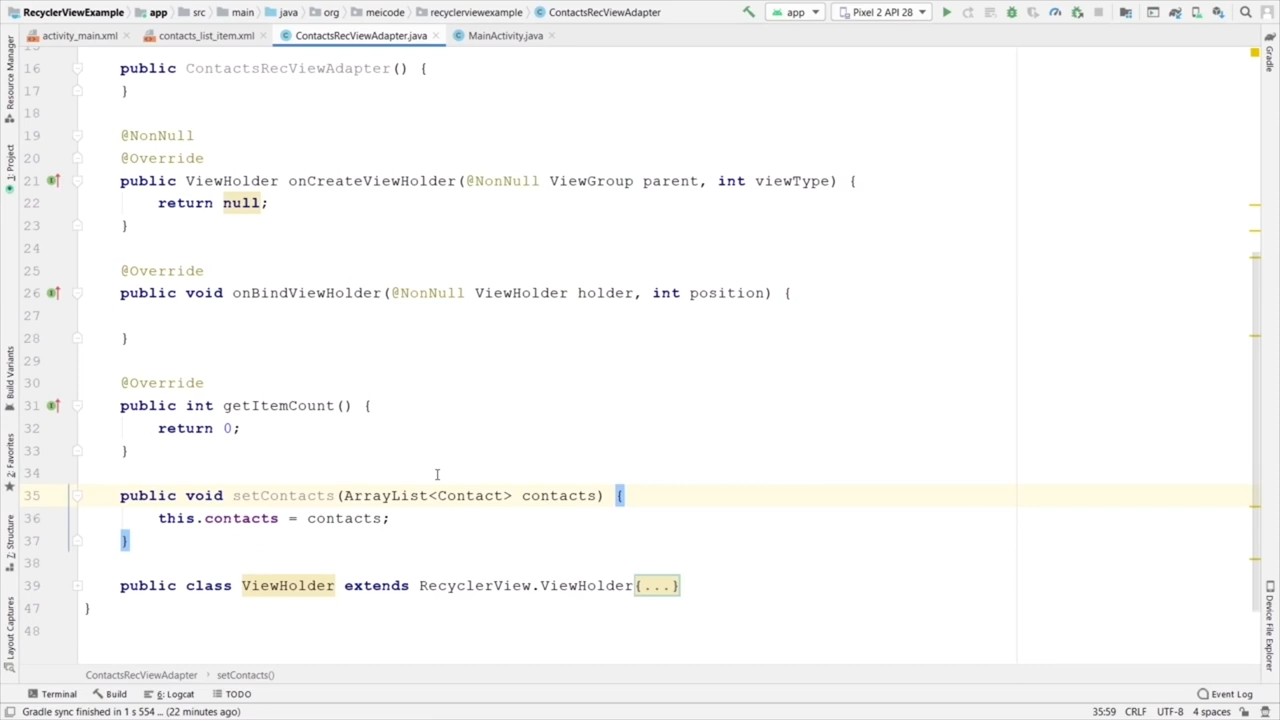 RecyclerViewExample app src main java org meicode recyclerviewexample ContactsRecViewAdapter app Pixel 2 API 28
activity_main.xml contacts_list_item.xml ContactsRecViewAdapter.java MainActivity.java
16 public ContactsRecViewAdapter() {
17 }
18
19 @NonNull
20 @Override
21 public ViewHolder onCreateViewHolder(@NonNull ViewGroup parent, int viewType) {
22 return null;
23 }
24
25 @Override
26 public void onBindViewHolder(@NonNull ViewHolder holder, int position) {
27
28 }
29
30 @Override
31 public int getItemCount() {
32 return 0;
33 }
34
35 public void setContacts(ArrayList<Contact> contacts) {
36 this.contacts = contacts;
37 }
38
39 public class ViewHolder extends RecyclerView.ViewHolder{...}
47 }
48
Resource Manager
1: Project
Build Variants
2: Favorites
7: Structure
Layout Captures
Gradle
Device File Explorer
ContactsRecViewAdapter › setContacts()
Terminal Build 6: Logcat TODO Event Log
Gradle sync finished in 1 s 554 ... (22 minutes ago) 35:59 CRLF UTF-8 4 spaces